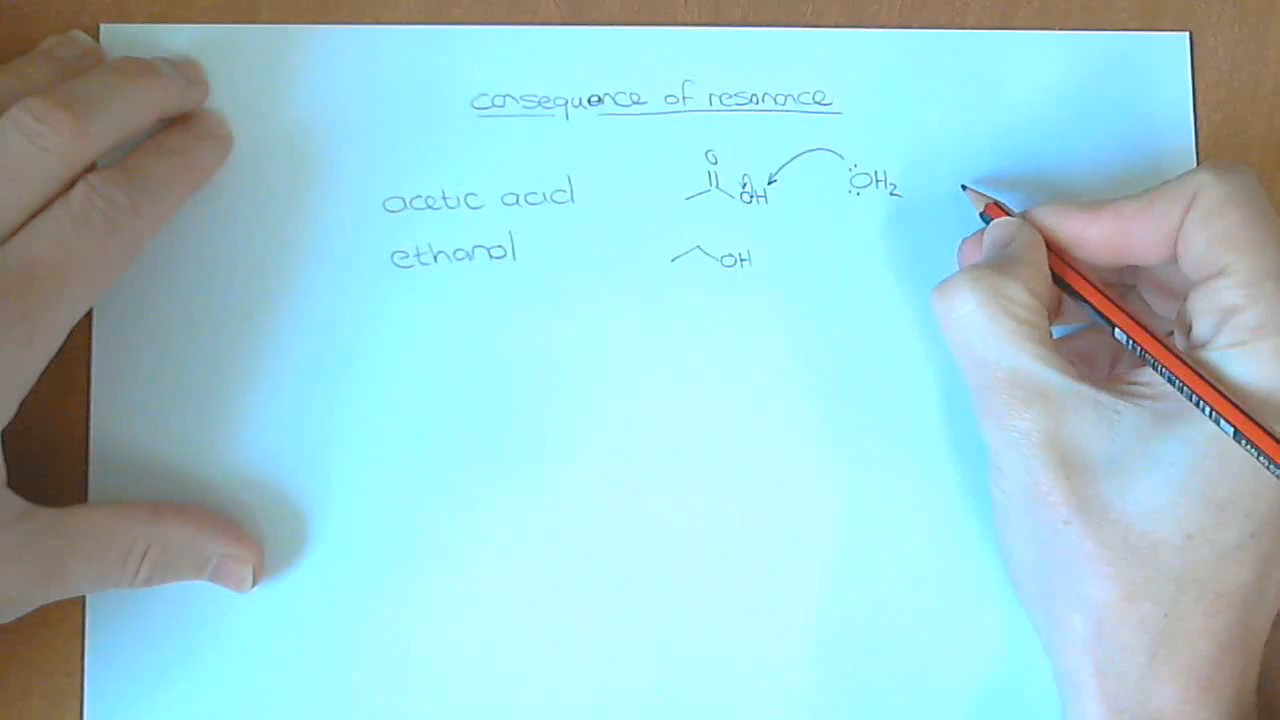 consequence of resonance
acetic acid O OH :OH2
ethanol OH